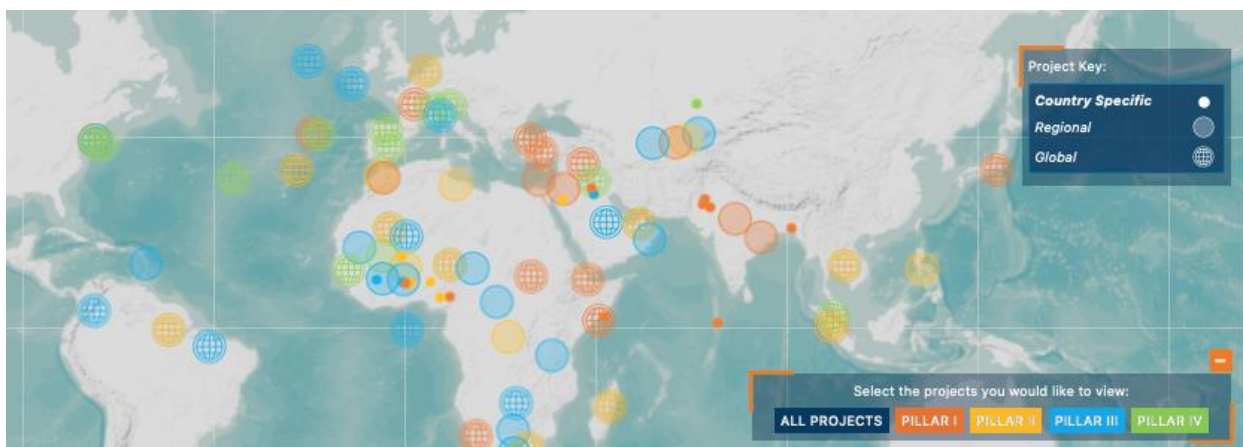 Project Key:
Country Specific
Regional
Global
Select the projects you would like to view:
ALL PROJECTS PILLAR I PILLAR II PILLAR III PILLAR IV